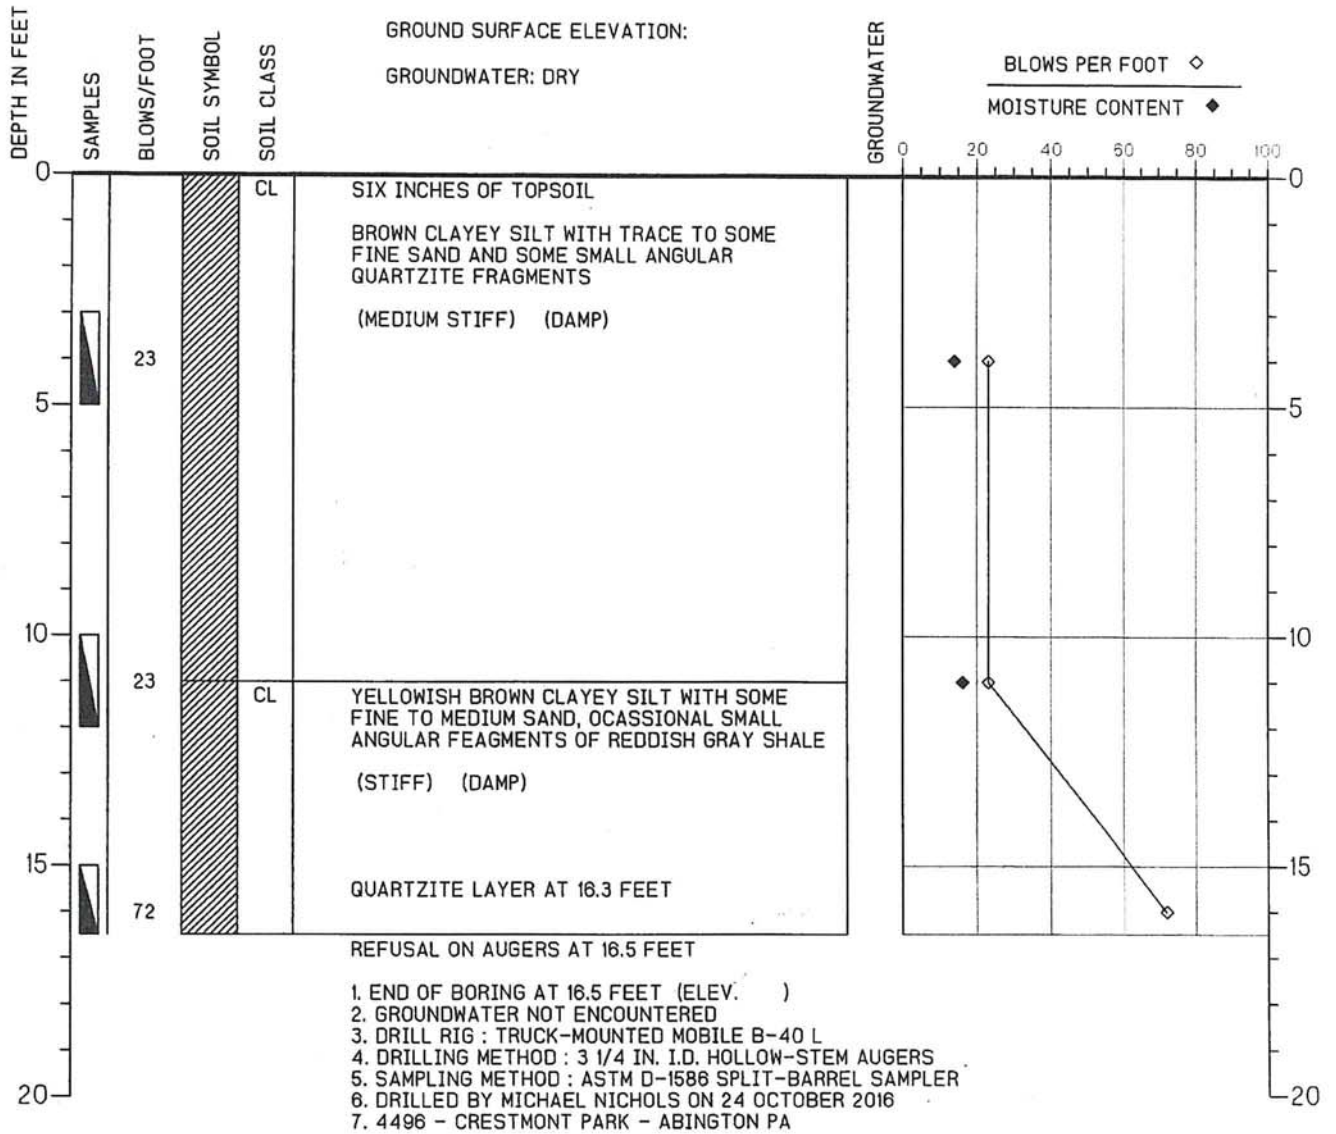 DEPTH IN FEET
SAMPLES
BLOWS/FOOT
SOIL SYMBOL
SOIL CLASS
GROUND SURFACE ELEVATION:
GROUNDWATER: DRY
GROUNDWATER
BLOWS PER FOOT
MOISTURE CONTENT
0 20 40 60 80 100
0
CL
SIX INCHES OF TOPSOIL
0
BROWN CLAYEY SILT WITH TRACE TO SOME
FINE SAND AND SOME SMALL ANGULAR
QUARTZITE FRAGMENTS
(MEDIUM STIFF) (DAMP)
23
5
5
10
10
23
CL
YELLOWISH BROWN CLAYEY SILT WITH SOME
FINE TO MEDIUM SAND, OCASSIONAL SMALL
ANGULAR FEAGMENTS OF REDDISH GRAY SHALE
(STIFF) (DAMP)
15
15
QUARTZITE LAYER AT 16.3 FEET
72
REFUSAL ON AUGERS AT 16.5 FEET
1. END OF BORING AT 16.5 FEET (ELEV. )
2. GROUNDWATER NOT ENCOUNTERED
3. DRILL RIG : TRUCK-MOUNTED MOBILE B-40 L
4. DRILLING METHOD : 3 1/4 IN. I.D. HOLLOW-STEM AUGERS
5. SAMPLING METHOD : ASTM D-1586 SPLIT-BARREL SAMPLER
6. DRILLED BY MICHAEL NICHOLS ON 24 OCTOBER 2016
7. 4496 - CRESTMONT PARK - ABINGTON PA
20
20